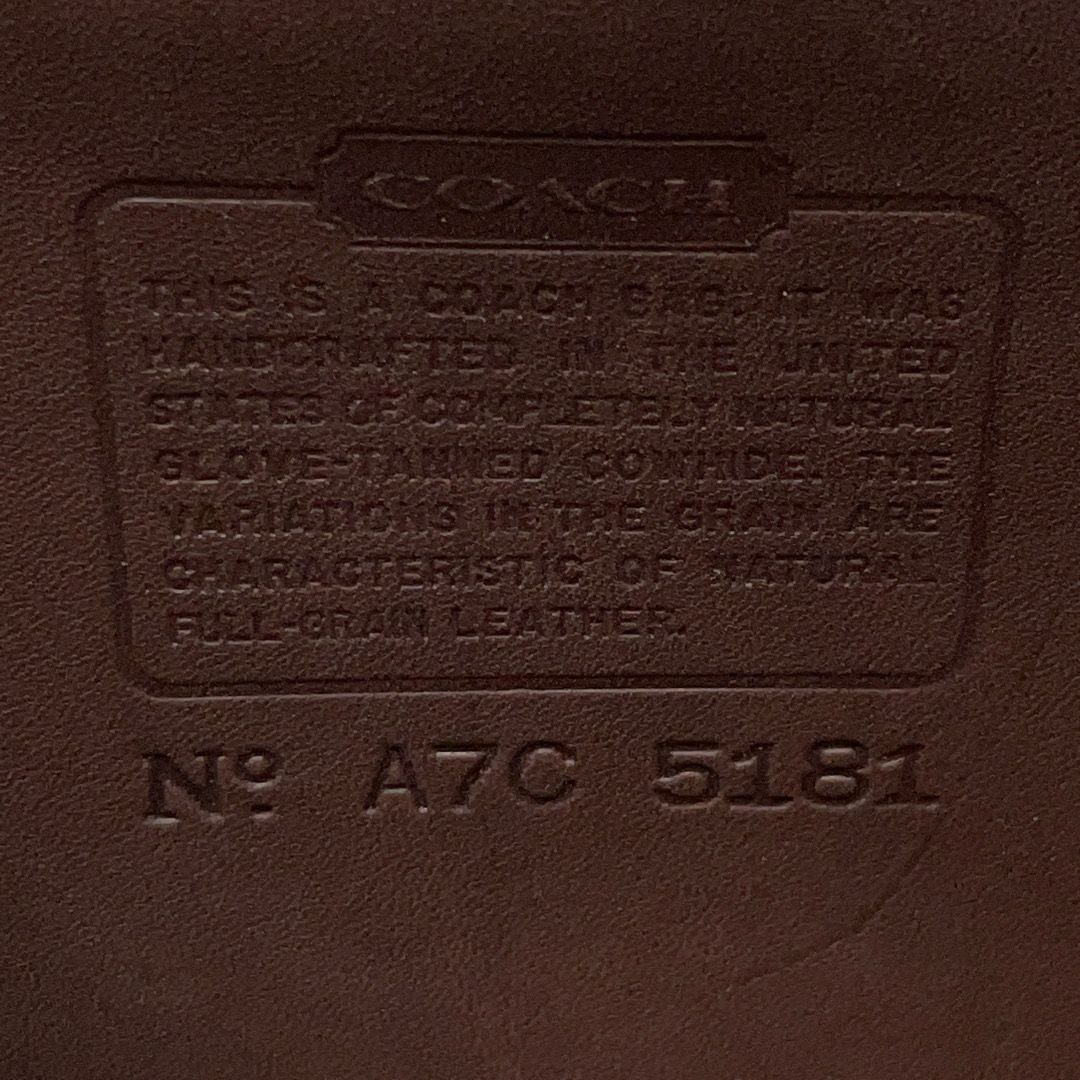 COACH
THIS IS A COACH BAG. IT WAS
HANDCRAFTED IN THE UNITED
STATES OF COMPLETELY NATURAL
GLOVE-TANNED COWHIDE. THE
VARIATIONS IN THE GRAIN ARE
CHARACTERISTIC OF NATURAL
FULL-GRAIN LEATHER.
Nº A7C 5181